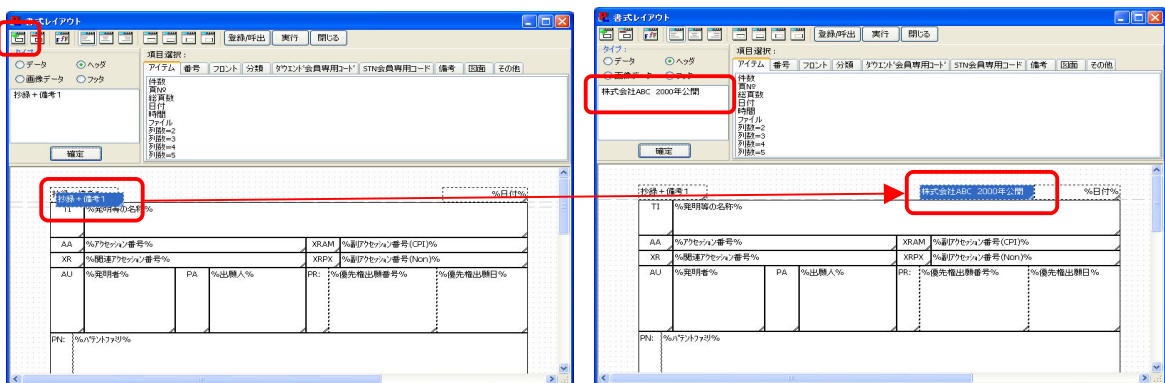 書式レイアウト
登録/呼出 実行 閉じる
タイプ:
データ ヘッダ
画像データ フッタ
抄録+備考1
確定
項目選択:
アイテム 番号 フロント 分類 ダウエント会員専用コード STN会員専用コード 備考 図面 その他
件数
頁№
総頁数
日付
時間
ファイル
列数=2
列数=3
列数=4
列数=5
抄録+備考1
%日付%
TI %発明等の名称%
AA %アクセッション番号% XRAM %副アクセッション番号(CPI)%
XR %関連アクセッション番号% XRPX %副アクセッション番号(Non)%
AU %発明者% PA %出願人% PR: %優先権出願番号% %優先権出願日%
PN: %パテントファミリ%
書式レイアウト
登録/呼出 実行 閉じる
タイプ:
データ ヘッダ
画像データ フッタ
株式会社ABC 2000年公開
確定
項目選択:
アイテム 番号 フロント 分類 ダウエント会員専用コード STN会員専用コード 備考 図面 その他
件数
頁№
総頁数
日付
時間
ファイル
列数=2
列数=3
列数=4
列数=5
抄録+備考1 株式会社ABC 2000年公開 %日付%
TI %発明等の名称%
AA %アクセッション番号% XRAM %副アクセッション番号(CPI)%
XR %関連アクセッション番号% XRPX %副アクセッション番号(Non)%
AU %発明者% PA %出願人% PR: %優先権出願番号% %優先権出願日%
PN: %パテントファミリ%